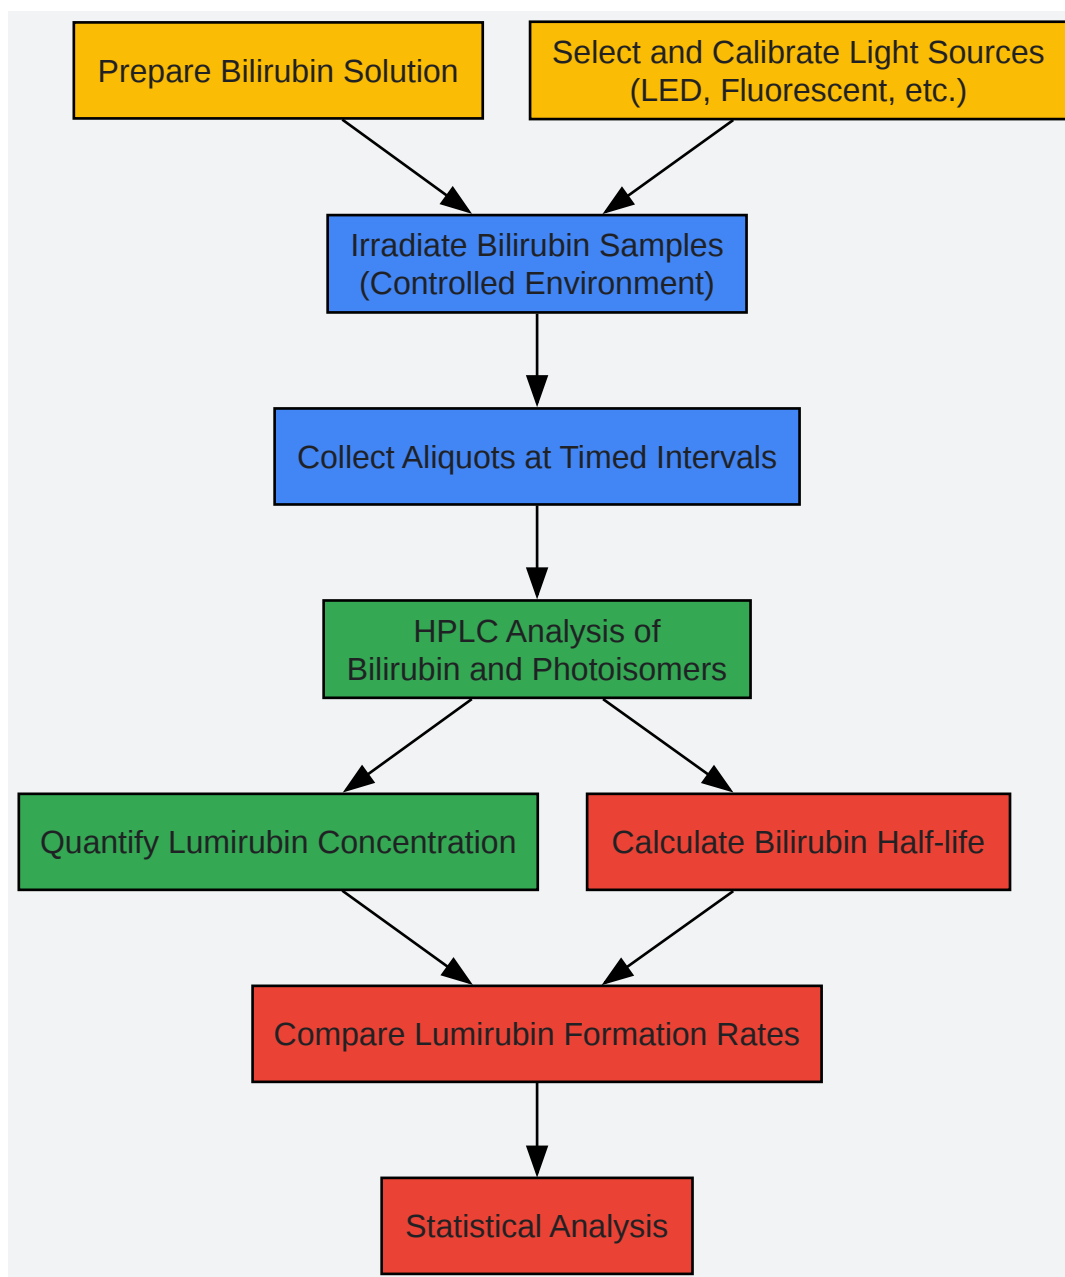 Prepare Bilirubin Solution
Select and Calibrate Light Sources
(LED, Fluorescent, etc.)
Irradiate Bilirubin Samples
(Controlled Environment)
Collect Aliquots at Timed Intervals
HPLC Analysis of
Bilirubin and Photoisomers
Quantify Lumirubin Concentration
Calculate Bilirubin Half-life
Compare Lumirubin Formation Rates
Statistical Analysis